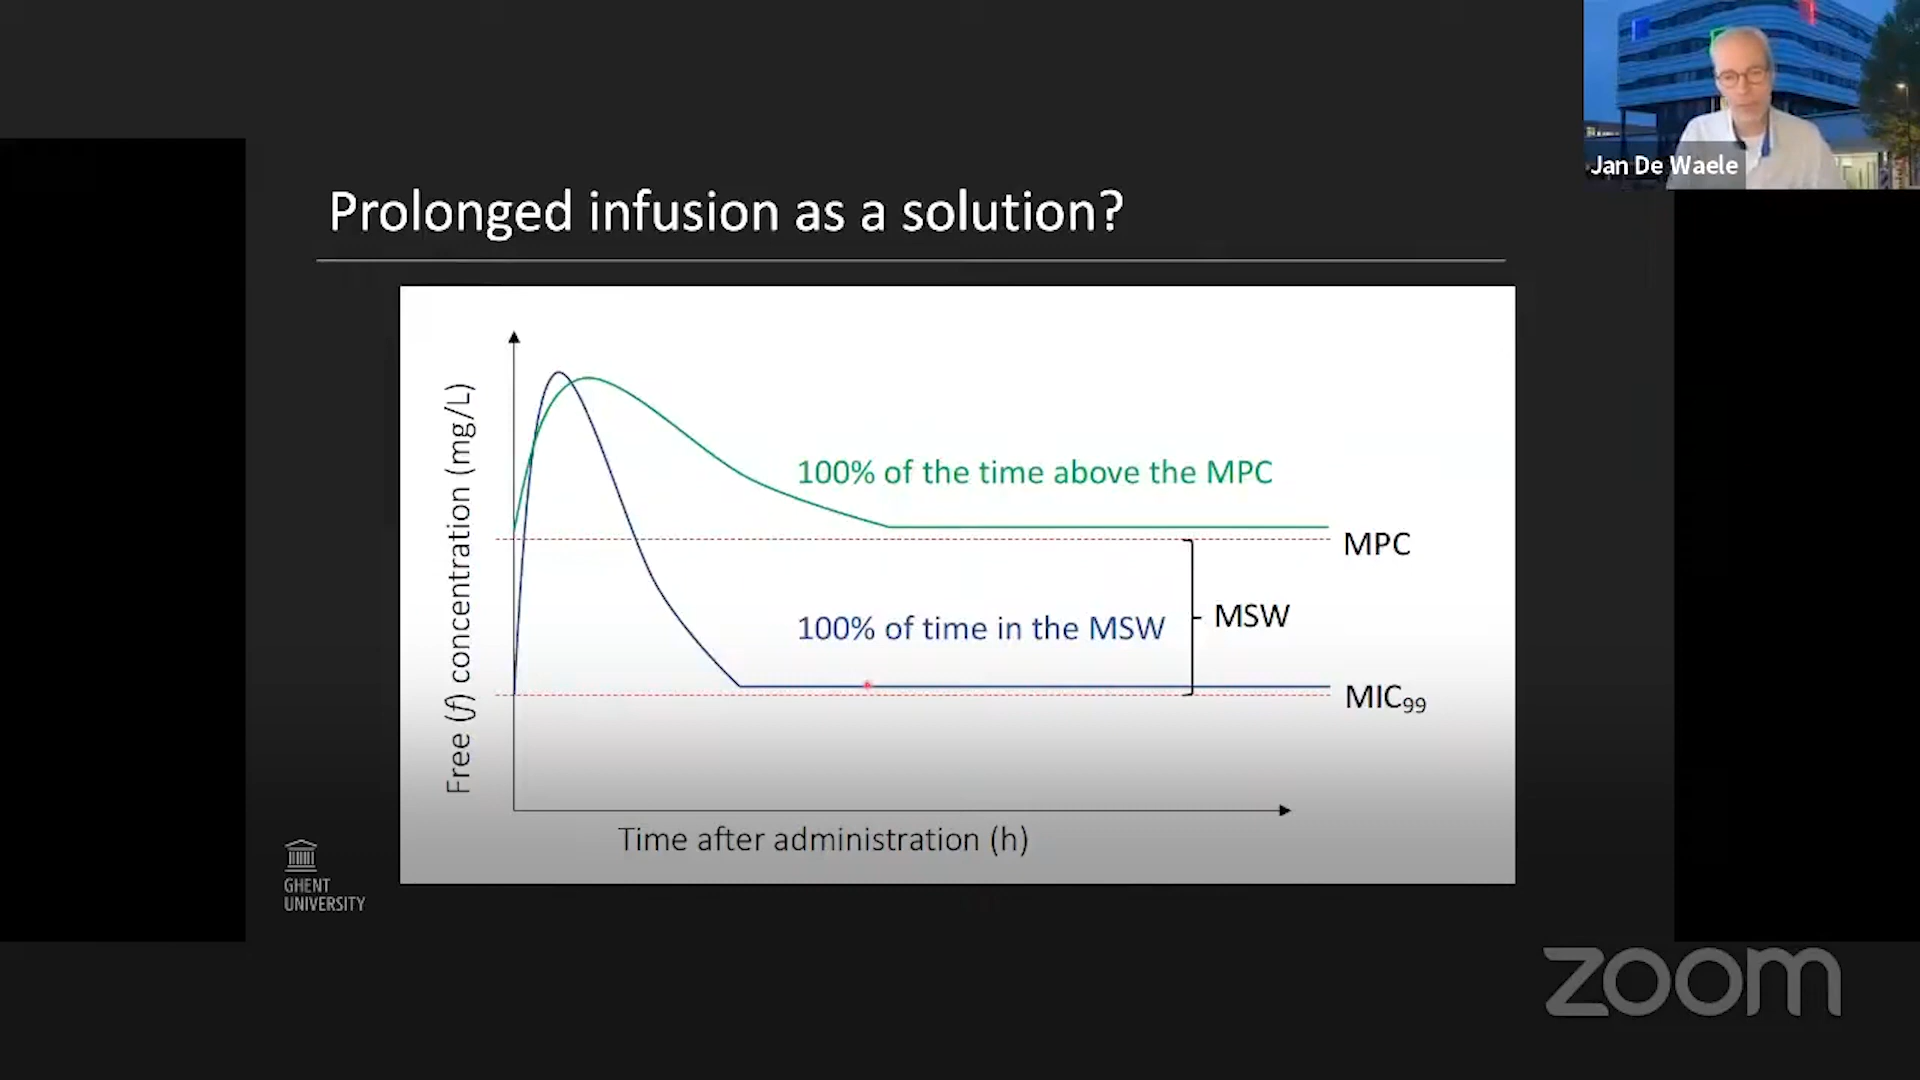 Jan De Waele
Prolonged infusion as a solution?
Free (f) concentration (mg/L)
100% of the time above the MPC
MPC
100% of time in the MSW
MSW
MIC99
Time after administration (h)
GHENT
UNIVERSITY
zoom